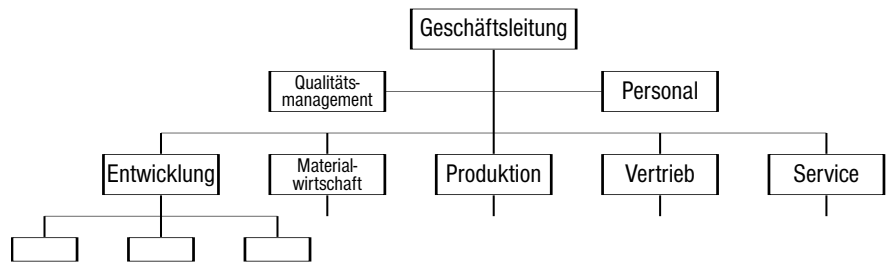 Geschäftsleitung
Qualitäts-
management
Personal
Entwicklung
Material-
wirtschaft
Produktion
Vertrieb
Service